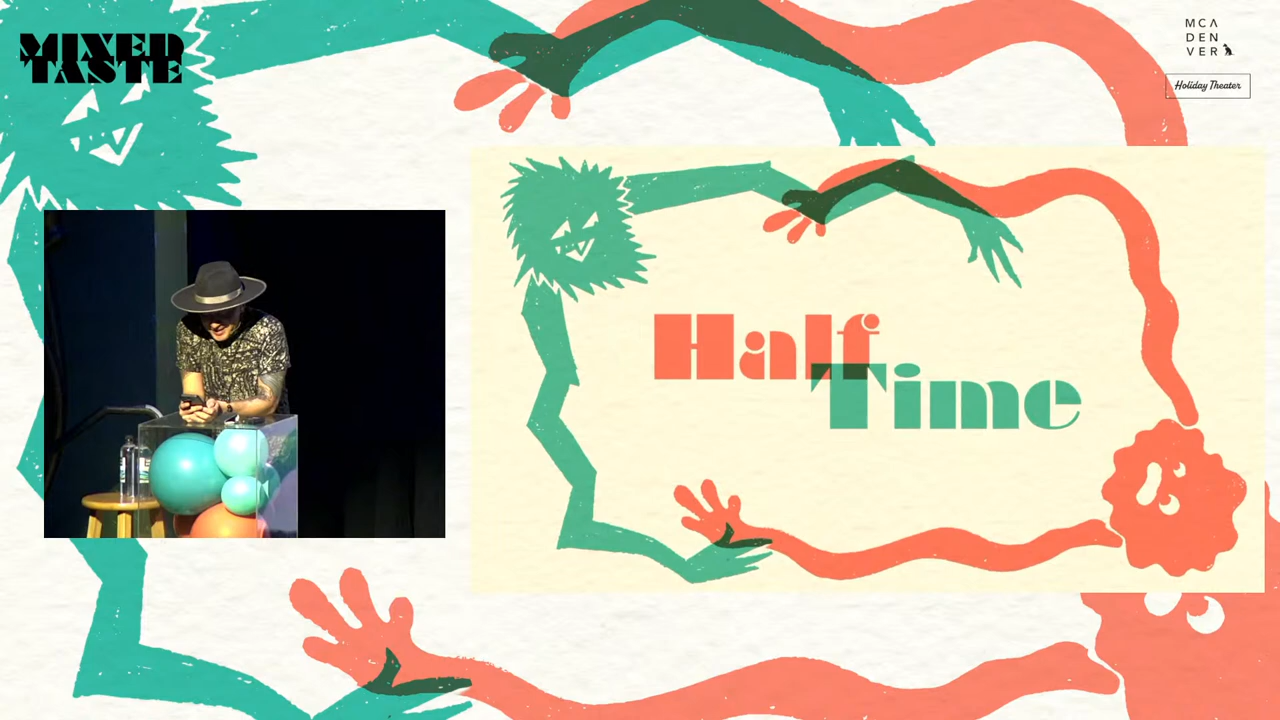 MIXED
TASTE
MCA
DEN
VER
Holiday Theater
Half
Time